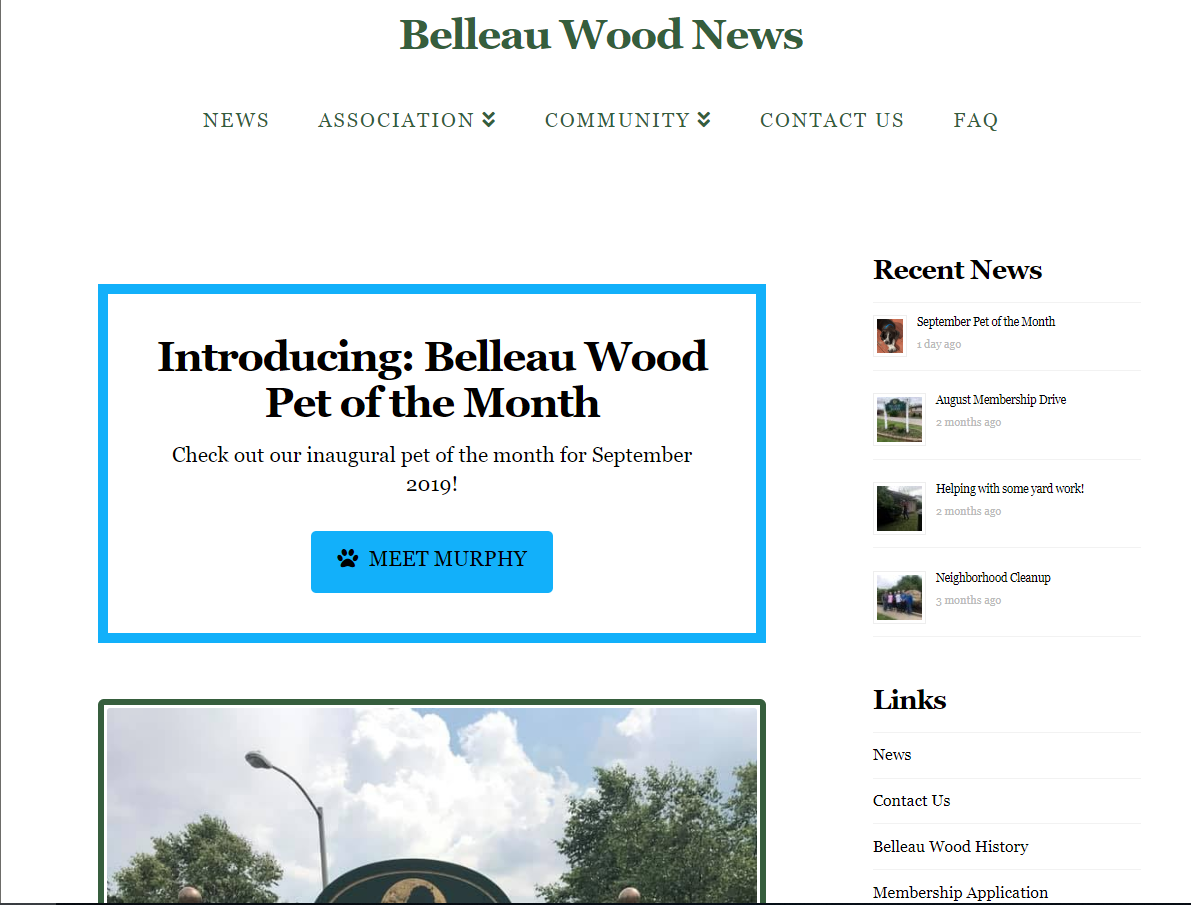 Belleau Wood News
NEWS
ASSOCIATION
COMMUNITY
CONTACT US
FAQ
Introducing: Belleau Wood
Pet of the Month
Check out our inaugural pet of the month for September
2019!
MEET MURPHY
Recent News
September Pet of the Month
1 day ago
August Membership Drive
2 months ago
Helping with some yard work!
2 months ago
Neighborhood Cleanup
3 months ago
Links
News
Contact Us
Belleau Wood History
Membership Application